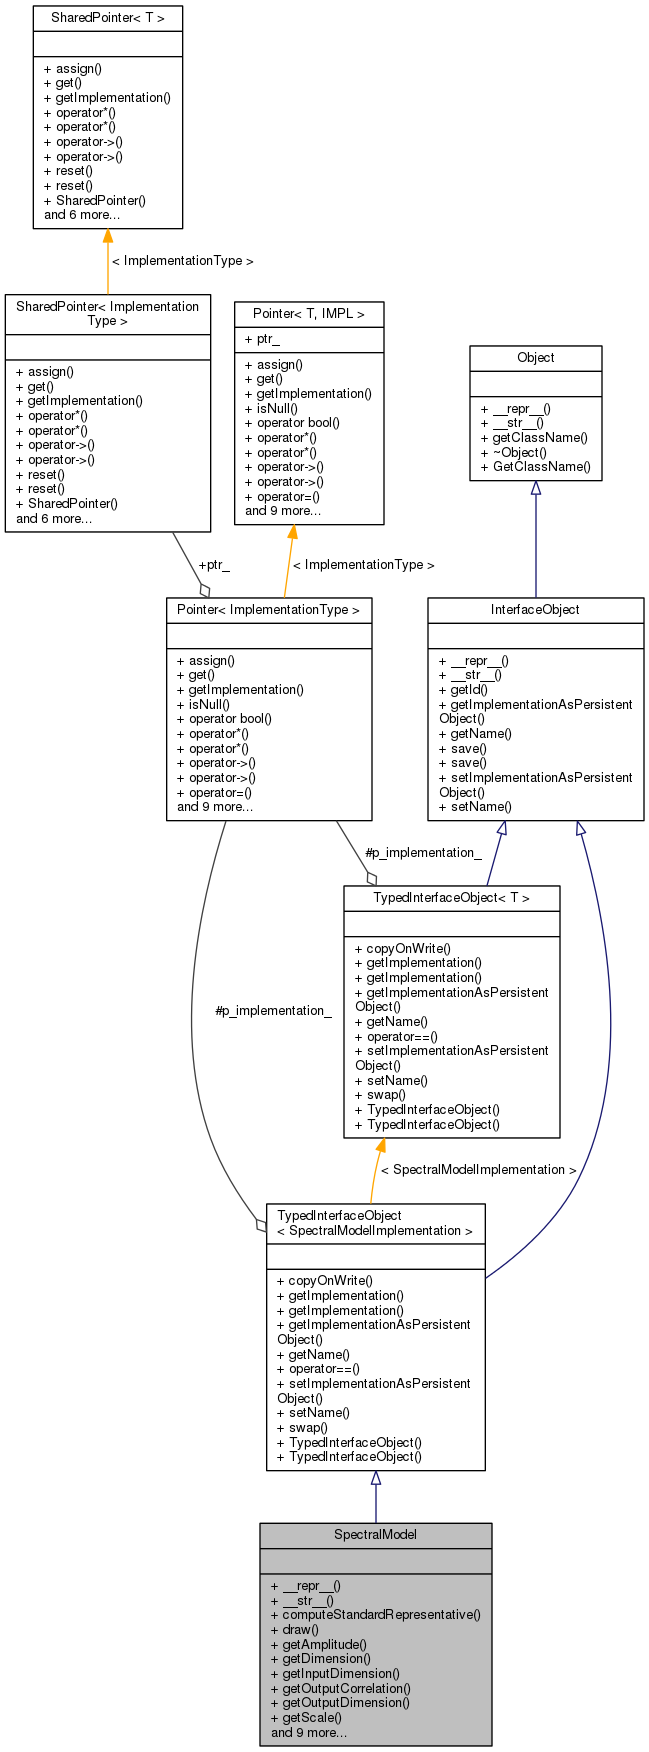 SharedPointer< T >
+ assign()
+ get()
+ getImplementation()
+ operator*()
+ operator*()
+ operator->()
+ operator->()
+ reset()
+ reset()
+ SharedPointer()
and 6 more...
< ImplementationType >
SharedPointer< Implementation
Type >
+ assign()
+ get()
+ getImplementation()
+ operator*()
+ operator*()
+ operator->()
+ operator->()
+ reset()
+ reset()
+ SharedPointer()
and 6 more...
Pointer< T, IMPL >
+ ptr_
+ assign()
+ get()
+ getImplementation()
+ isNull()
+ operator bool()
+ operator*()
+ operator*()
+ operator->()
+ operator->()
+ operator=()
and 9 more...
Object
+ __repr__()
+ __str__()
+ getClassName()
+ ~Object()
+ GetClassName()
+ptr_
< ImplementationType >
Pointer< ImplementationType >
+ assign()
+ get()
+ getImplementation()
+ isNull()
+ operator bool()
+ operator*()
+ operator*()
+ operator->()
+ operator->()
+ operator=()
and 9 more...
InterfaceObject
+ __repr__()
+ __str__()
+ getId()
+ getImplementationAsPersistent
Object()
+ getName()
+ save()
+ save()
+ setImplementationAsPersistent
Object()
+ setName()
#p_implementation_
TypedInterfaceObject< T >
+ copyOnWrite()
+ getImplementation()
+ getImplementation()
+ getImplementationAsPersistent
Object()
+ getName()
+ operator==()
+ setImplementationAsPersistent
Object()
+ setName()
+ swap()
+ TypedInterfaceObject()
+ TypedInterfaceObject()
#p_implementation_
< SpectralModelImplementation >
TypedInterfaceObject
< SpectralModelImplementation >
+ copyOnWrite()
+ getImplementation()
+ getImplementation()
+ getImplementationAsPersistent
Object()
+ getName()
+ operator==()
+ setImplementationAsPersistent
Object()
+ setName()
+ swap()
+ TypedInterfaceObject()
+ TypedInterfaceObject()
SpectralModel
+ __repr__()
+ __str__()
+ computeStandardRepresentative()
+ draw()
+ getAmplitude()
+ getDimension()
+ getInputDimension()
+ getOutputCorrelation()
+ getOutputDimension()
+ getScale()
and 9 more...